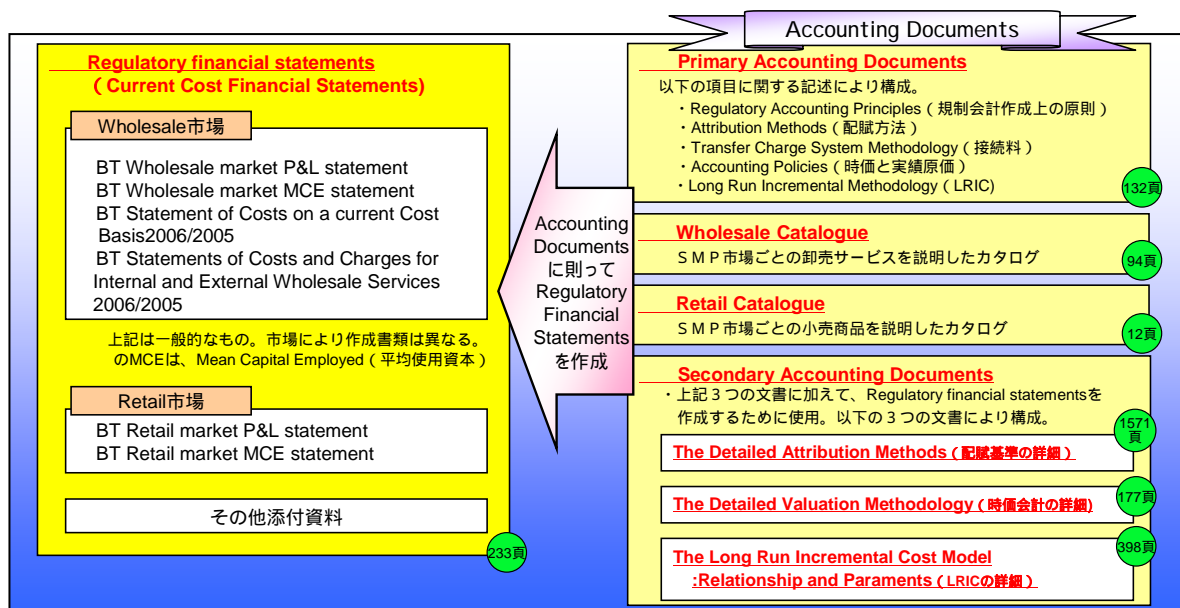 Accounting Documents
Regulatory financial statements
(Current Cost Financial Statements)
Wholesale市場
BT Wholesale market P&L statement
BT Wholesale market MCE statement
BT Statement of Costs on a current Cost
Basis2006/2005
BT Statements of Costs and Charges for
Internal and External Wholesale Services
2006/2005
上記は一般的なもの。市場により作成書類は異なる。
のMCEは、Mean Capital Employed(平均使用資本)
Retail市場
BT Retail market P&L statement
BT Retail market MCE statement
その他添付資料
233頁
Accounting
Documents
に則って
Regulatory
Financial
Statements
を作成
Primary Accounting Documents
以下の項目に関する記述により構成。
・Regulatory Accounting Principles(規制会計作成上の原則)
・Attribution Methods(配賦方法)
・Transfer Charge System Methodology(接続料)
・Accounting Policies(時価と実績原価)
・Long Run Incremental Methodology(LRIC)
132頁
Wholesale Catalogue
SMP市場ごとの卸売サービスを説明したカタログ
94頁
Retail Catalogue
SMP市場ごとの小売商品を説明したカタログ
12頁
Secondary Accounting Documents
・上記3つの文書に加えて、Regulatory financial statementsを
作成するために使用。以下の3つの文書により構成。
1571
頁
The Detailed Attribution Methods(配賦基準の詳細)
The Detailed Valuation Methodology(時価会計の詳細)
177頁
The Long Run Incremental Cost Model
:Relationship and Paraments(LRICの詳細)
398頁